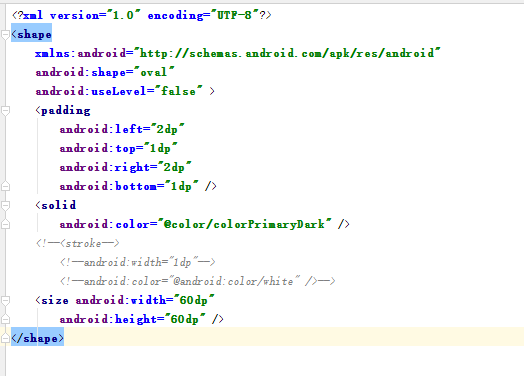 <?xml version="1.0" encoding="UTF-8"?>
<shape
xmlns:android="http://schemas.android.com/apk/res/android"
android:shape="oval"
android:useLevel="false" >
<padding
android:left="2dp"
android:top="1dp"
android:right="2dp"
android:bottom="1dp" />
<solid
android:color="@color/colorPrimaryDark" />
<!--<stroke-->
<!--android:width="1dp"-->
<!--android:color="@android:color/white" />-->
<size android:width="60dp"
android:height="60dp" />
</shape>